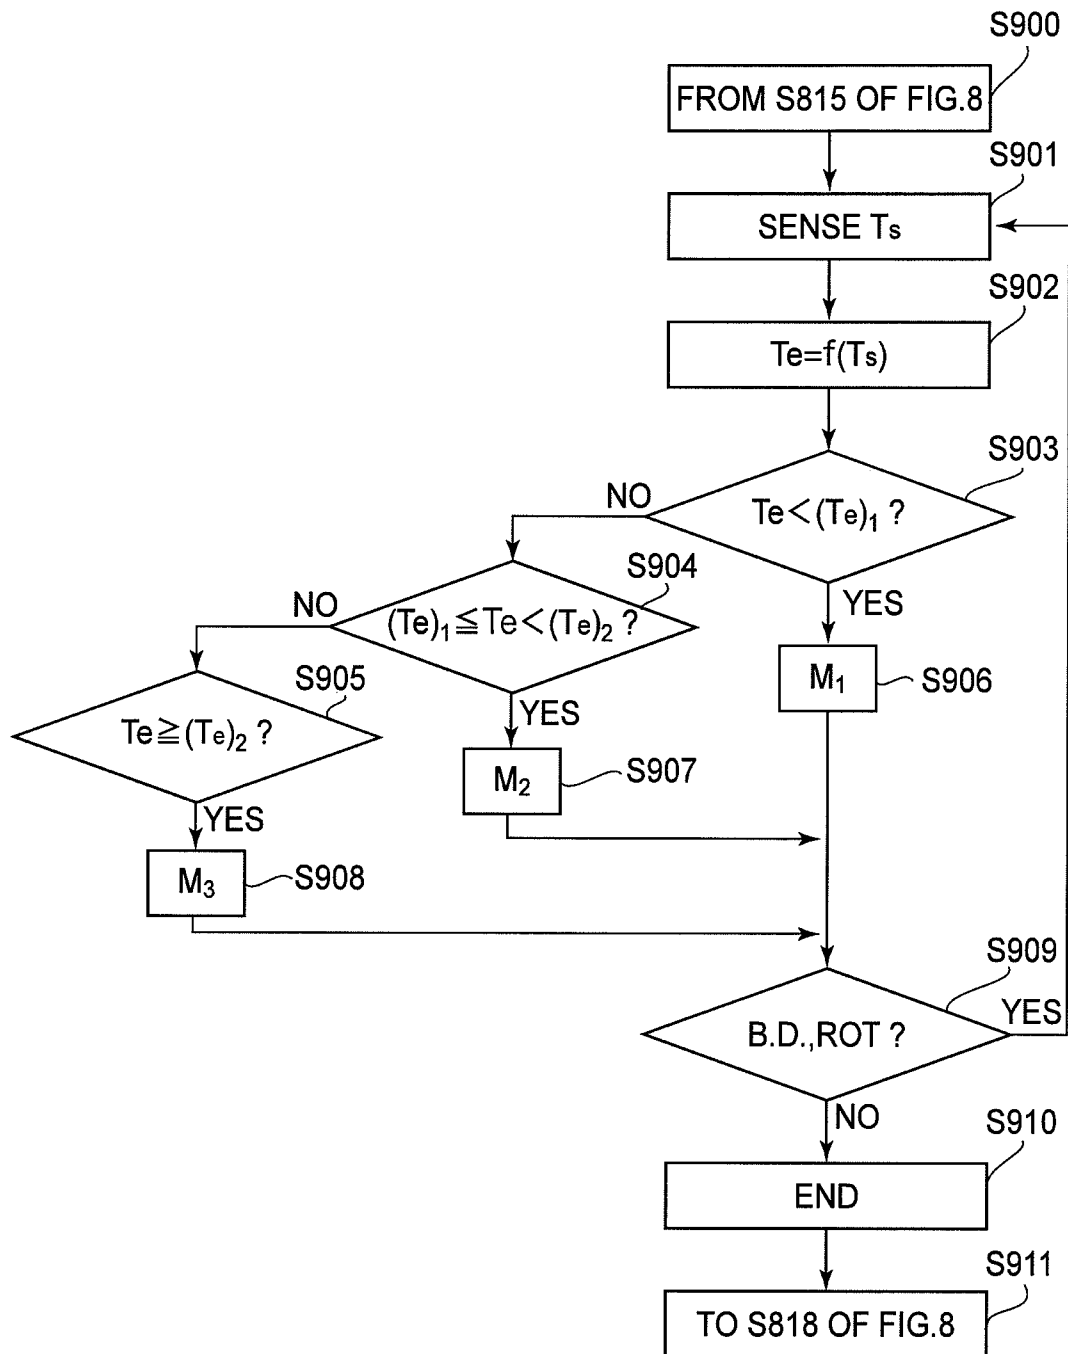 S900
FROM S815 OF FIG.8
S901
SENSE Ts
S902
Te=f(Ts)
S903
Te<(Te)₁ ?
NO
YES
S904
(Te)₁≦Te<(Te)₂ ?
NO
YES
S905
Te≧(Te)₂ ?
YES
M₁
S906
M₂
S907
M₃
S908
S909
B.D.,ROT ?
YES
NO
S910
END
S911
TO S818 OF FIG.8